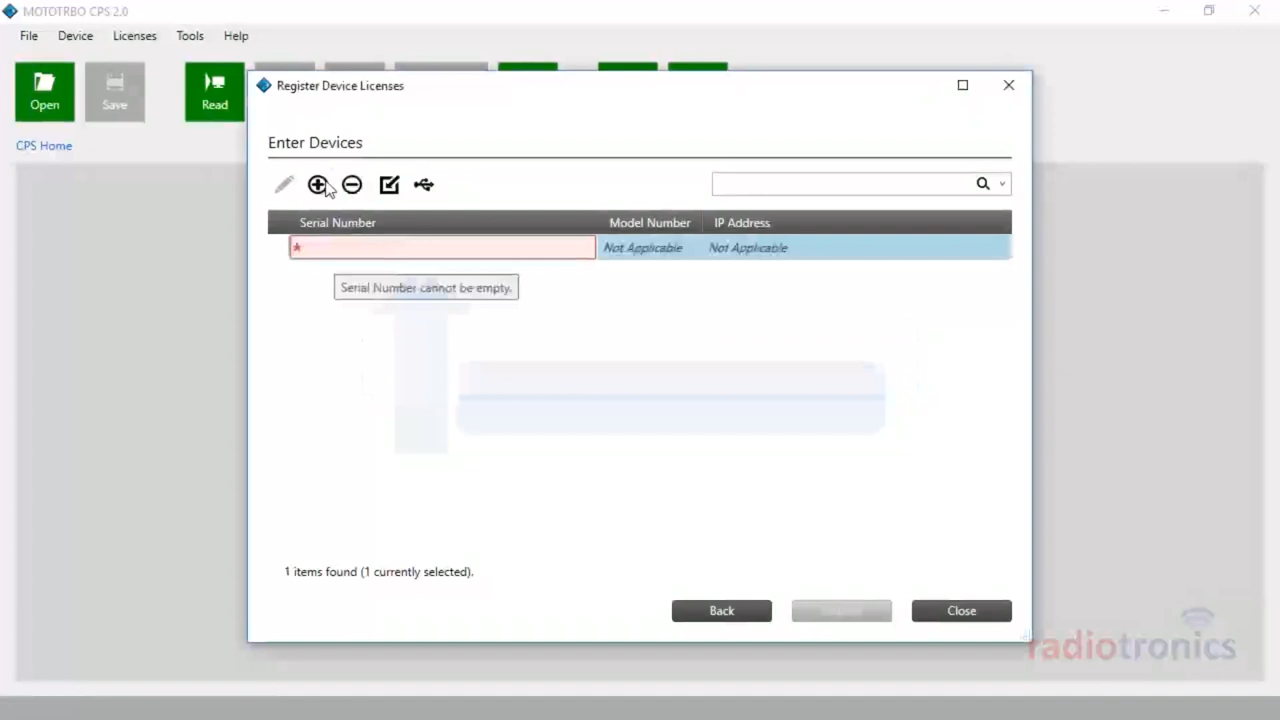 MOTOTRBO CPS 2.0
File Device Licenses Tools Help
Open Save Read
Register Device Licenses
CPS Home
Enter Devices
Serial Number Model Number IP Address
* Not Applicable Not Applicable
Serial Number cannot be empty.
1 items found (1 currently selected).
Back Close
radiotronics